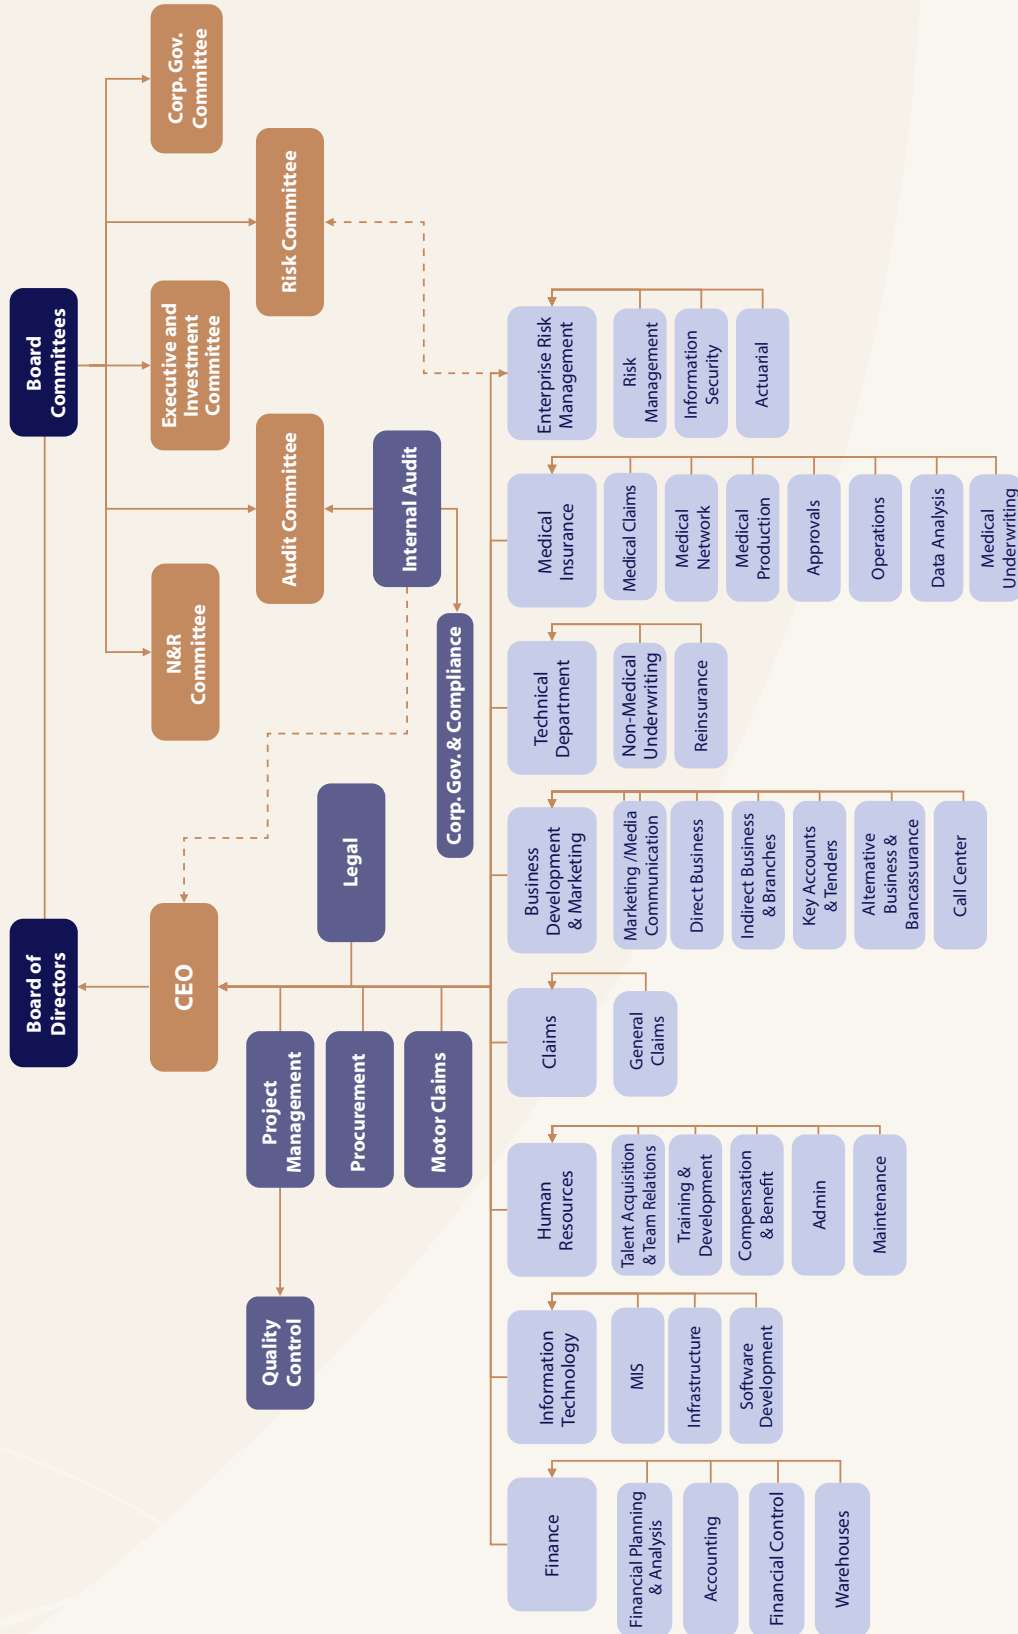 Board of
Directors
Board
Committees
CEO
N&R
Committee
Executive and
Investment
Committee
Corp. Gov.
Committee
Audit Committee
Risk Committee
Quality
Control
Project
Management
Procurement
Motor Claims
Legal
Internal Audit
Corp. Gov. & Compliance
Finance
Financial Planning
& Analysis
Accounting
Financial Control
Warehouses
Information
Technology
MIS
Infrastructure
Software
Development
Human
Resources
Talent Acquisition
& Team Relations
Training &
Development
Compensation
& Benefit
Admin
Maintenance
Claims
General
Claims
Business
Development
& Marketing
Marketing /Media
Communication
Direct Business
Indirect Business
& Branches
Key Accounts
& Tenders
Alternative
Business &
Bancassurance
Call Center
Technical
Department
Non-Medical
Underwriting
Reinsurance
Medical
Insurance
Medical Claims
Medical
Network
Medical
Production
Approvals
Operations
Data Analysis
Medical
Underwriting
Enterprise Risk
Management
Risk
Management
Information
Security
Actuarial